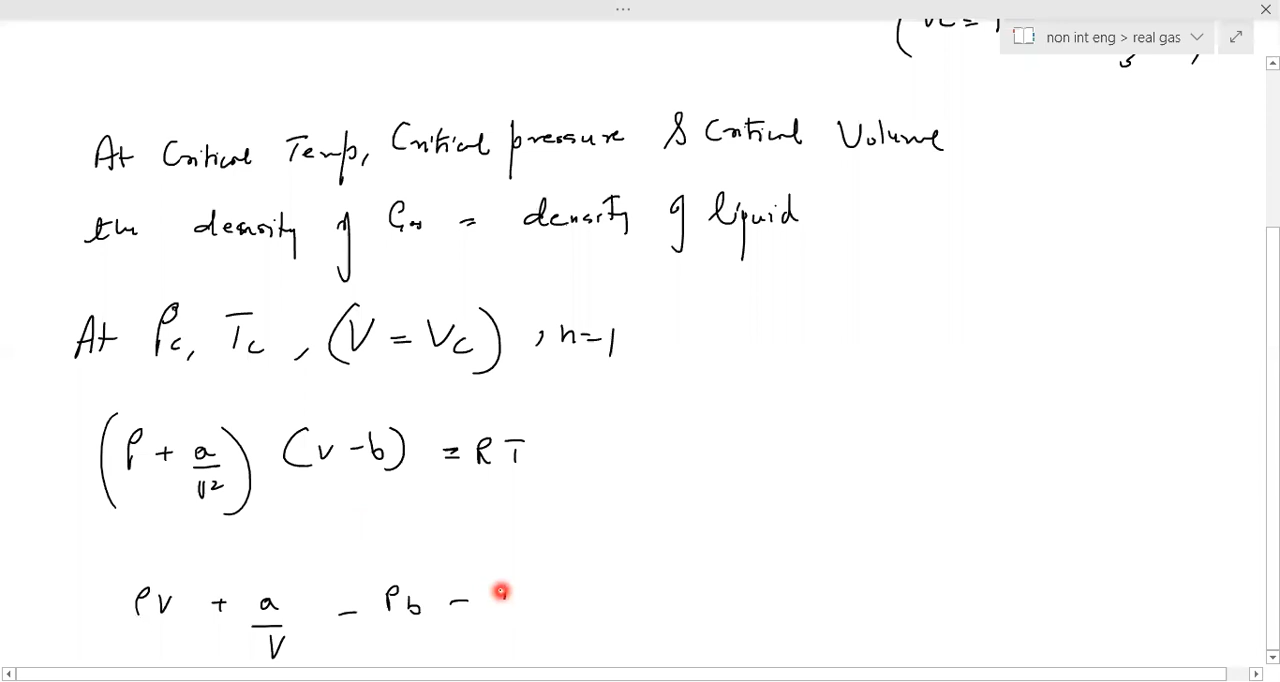 non int eng > real gas
At Critical Temp, Critical pressure & Critical Volume
the density of Gas = density of liquid
At Pc, Tc, (V = Vc), n=1
(P + a/V²) (V - b) = RT
PV + a/V - Pb -